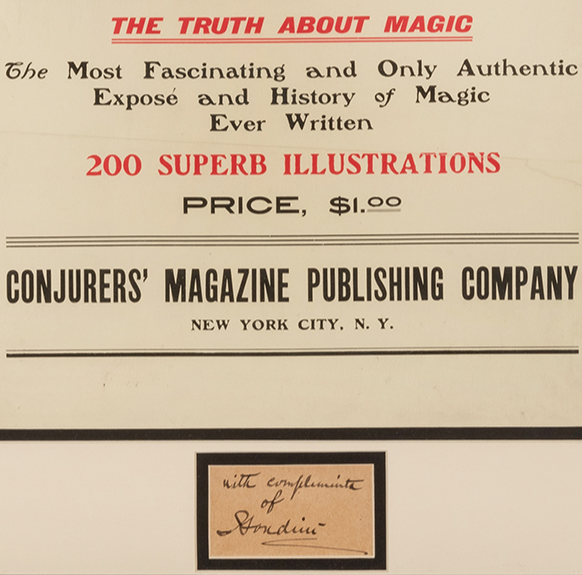 THE TRUTH ABOUT MAGIC
The Most Fascinating and Only Authentic
Exposé and History of Magic
Ever Written
200 SUPERB ILLUSTRATIONS
PRICE, $1.00
CONJURERS' MAGAZINE PUBLISHING COMPANY
NEW YORK CITY, N. Y.
with compliments
of
Houdini